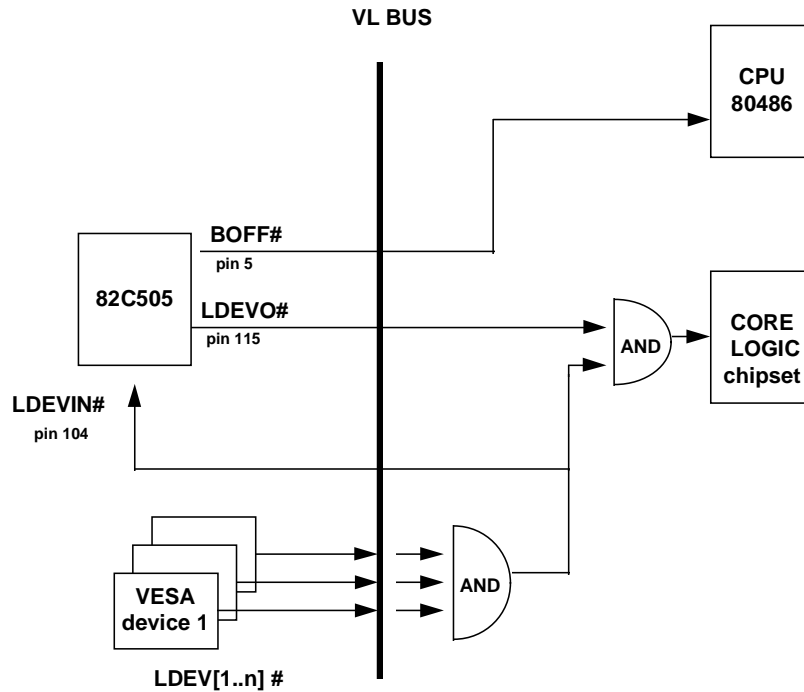 VL BUS
CPU
80486
BOFF#
pin 5
82C505
LDEVO#
pin 115
AND
CORE
LOGIC
chipset
LDEVIN#
pin 104
AND
VESA
device 1
LDEV[1..n] #